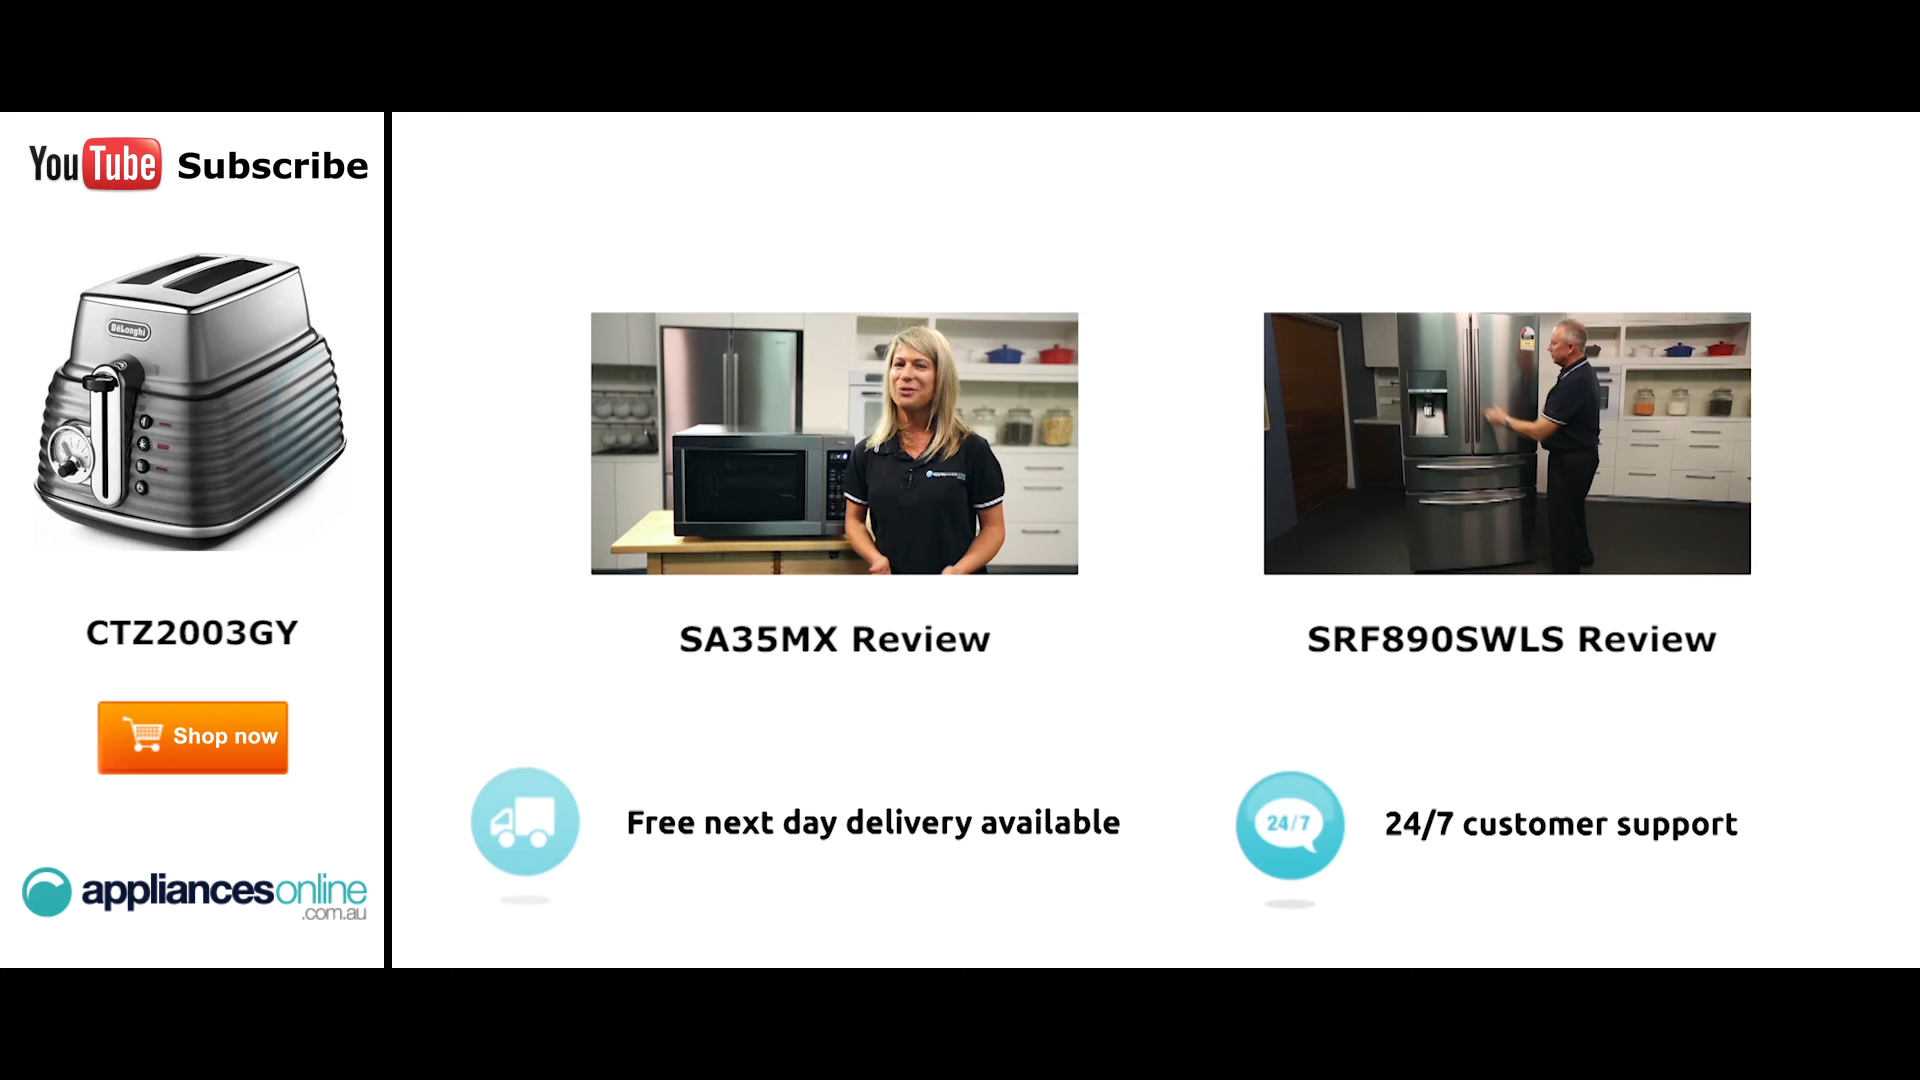 YouTube Subscribe
DeLonghi
CTZ2003GY
Shop now
appliancesonline
.com.au
SA35MX Review
SRF890SWLS Review
24/7
Free next day delivery available
24/7 customer support